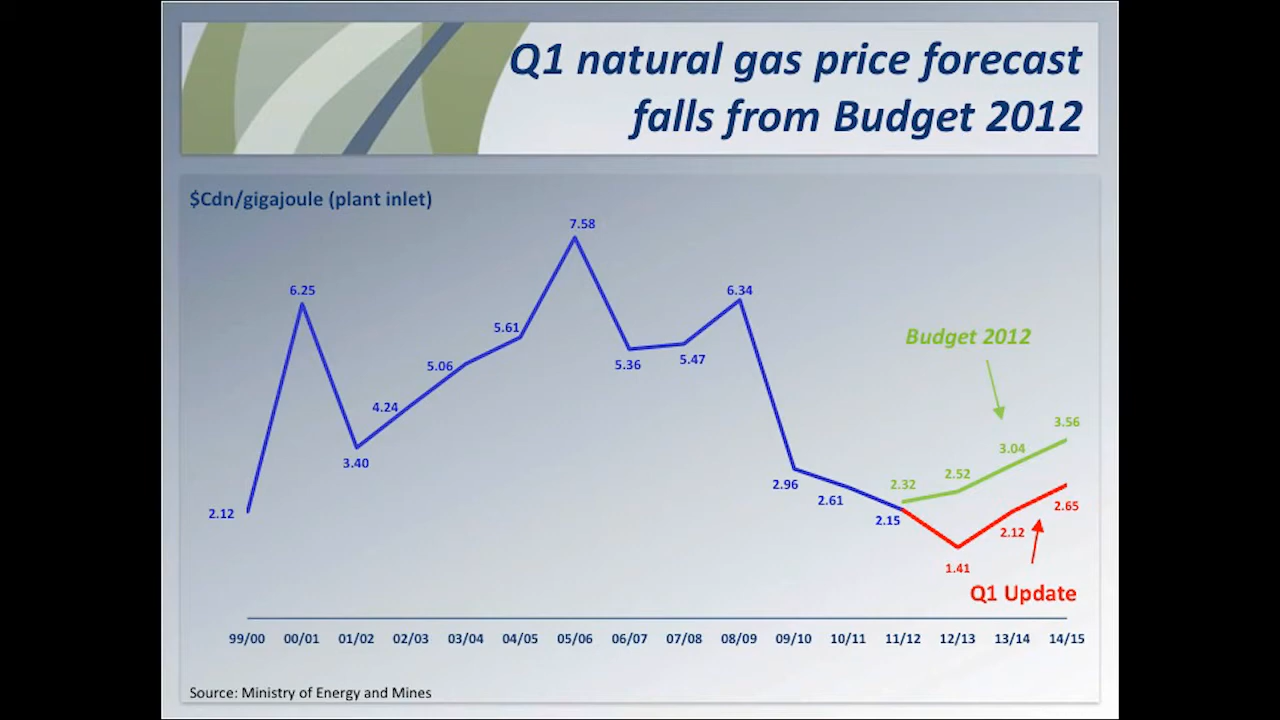 Q1 natural gas price forecast
falls from Budget 2012
$Cdn/gigajoule (plant inlet)
7.58
6.25
6.34
5.61
Budget 2012
5.47
5.36
5.06
4.24
3.56
3.04
3.40
2.52
2.32
2.96
2.61
2.65
2.12
2.15
2.12
1.41
Q1 Update
99/00 00/01 01/02 02/03 03/04 04/05 05/06 06/07 07/08 08/09 09/10 10/11 11/12 12/13 13/14 14/15
Source: Ministry of Energy and Mines